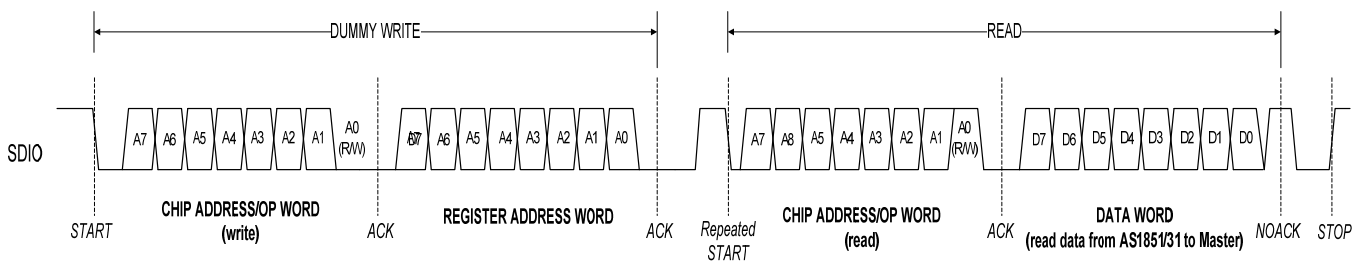 DUMMY WRITE
READ
SDIO
A7 A6 A5 A4 A3 A2 A1 A0
(R/W)
A6 A5 A4 A3 A2 A1 A0
A7 A8 A5 A4 A3 A2 A1 A0
(R/W)
D7 D6 D5 D4 D3 D2 D1 D0
START
CHIP ADDRESS/OP WORD
(write)
ACK
REGISTER ADDRESS WORD
ACK
Repeated
START
CHIP ADDRESS/OP WORD
(read)
ACK
DATA WORD
(read data from AS1851/31 to Master)
NOACK
STOP